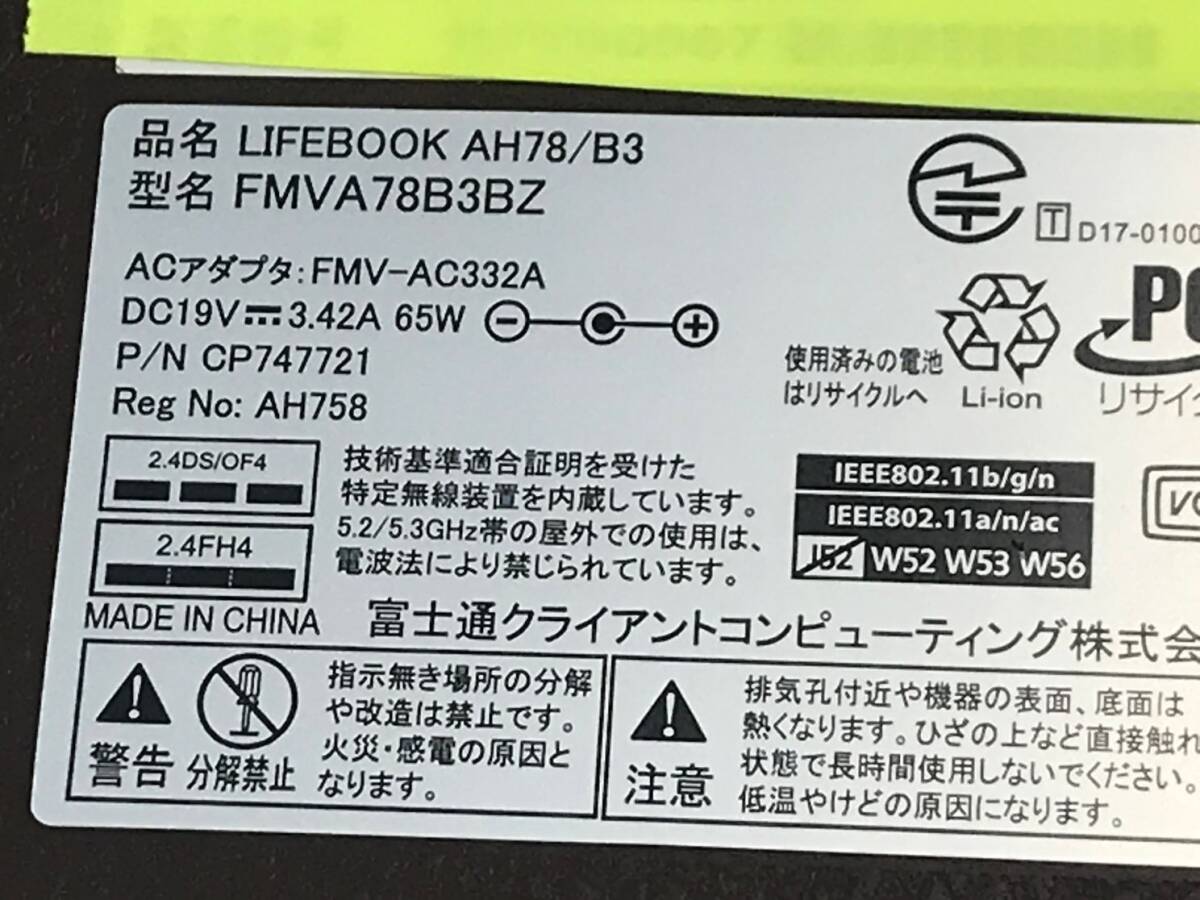 品名 LIFEBOOK AH78/B3
型名 FMVA78B3BZ
ACアダプタ:FMV-AC332A
DC19V 3.42A 65W
P/N CP747721
Reg No: AH758
T D17-0100
使用済みの電池
はリサイクルへ
Li-ion
PC
リサイク
2.4DS/OF4
2.4FH4
技術基準適合証明を受けた
特定無線装置を内蔵しています。
5.2/5.3GHz帯の屋外での使用は、
電波法により禁じられています。
IEEE802.11b/g/n
IEEE802.11a/n/ac
J52 W52 W53 W56
VC
MADE IN CHINA
富士通クライアントコンピューティング株式会
警告
分解禁止
指示無き場所の分解
や改造は禁止です。
火災・感電の原因と
なります。
注意
排気孔付近や機器の表面、底面は
熱くなります。ひざの上など直接触れ
状態で長時間使用しないでください。
低温やけどの原因になります。